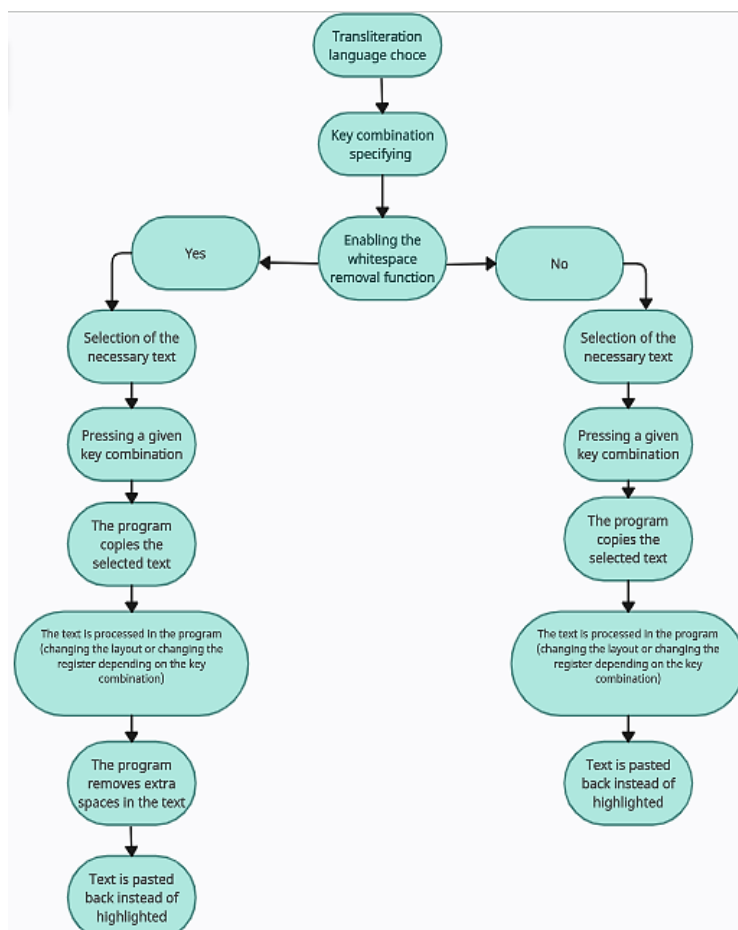 Transliteration
language choce
Key combination
specifying
Enabling the
whitespace
removal function
Yes
No
Selection of the
necessary text
Pressing a given
key combination
The program
copies the
selected text
The text is processed in the program
(changing the layout or changing the
register depending on the key
combination)
The program
removes extra
spaces in the text
Text is pasted
back instead of
highlighted
Selection of the
necessary text
Pressing a given
key combination
The program
copies the
selected text
The text is processed in the program
(changing the layout or changing the
register depending on the key
combination)
Text is pasted
back instead of
highlighted